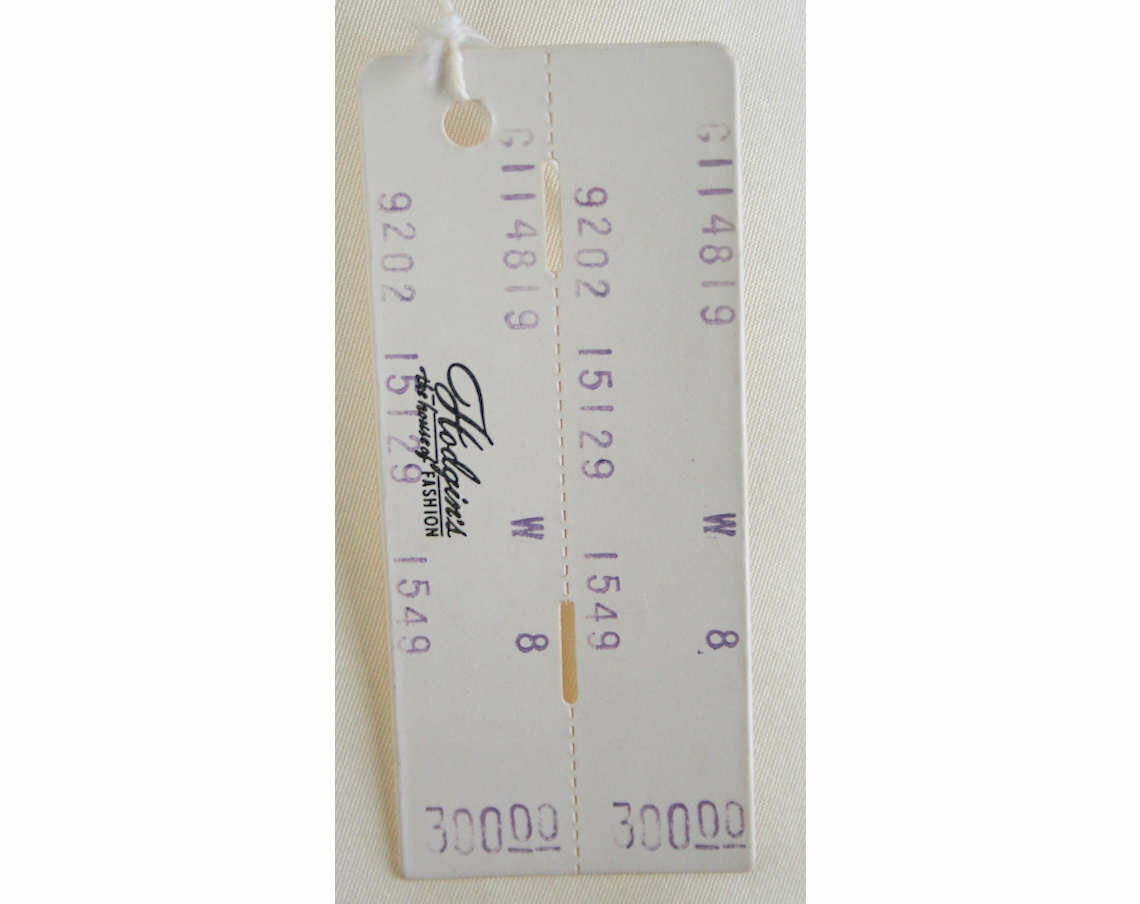 G114819 W 8
9202 15129 1549
G114819 W 8
Hodgin's
the house of FASHION
9202 15129 1549
30000 30000